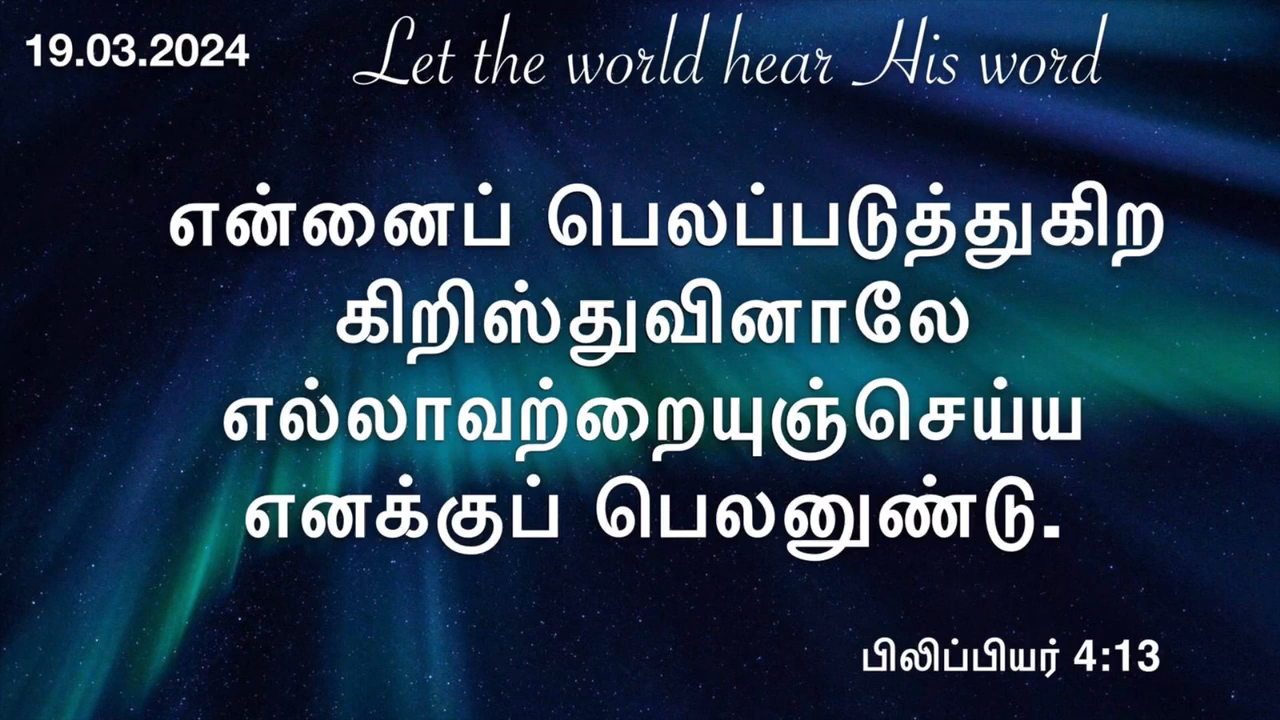 19.03.2024
Let the world hear His word
என்னைப் பெலப்படுத்துகிற
கிறிஸ்துவினாலே
எல்லாவற்றையுஞ்செய்ய
எனக்குப் பெலனுண்டு.
பிலிப்பியர் 4:13